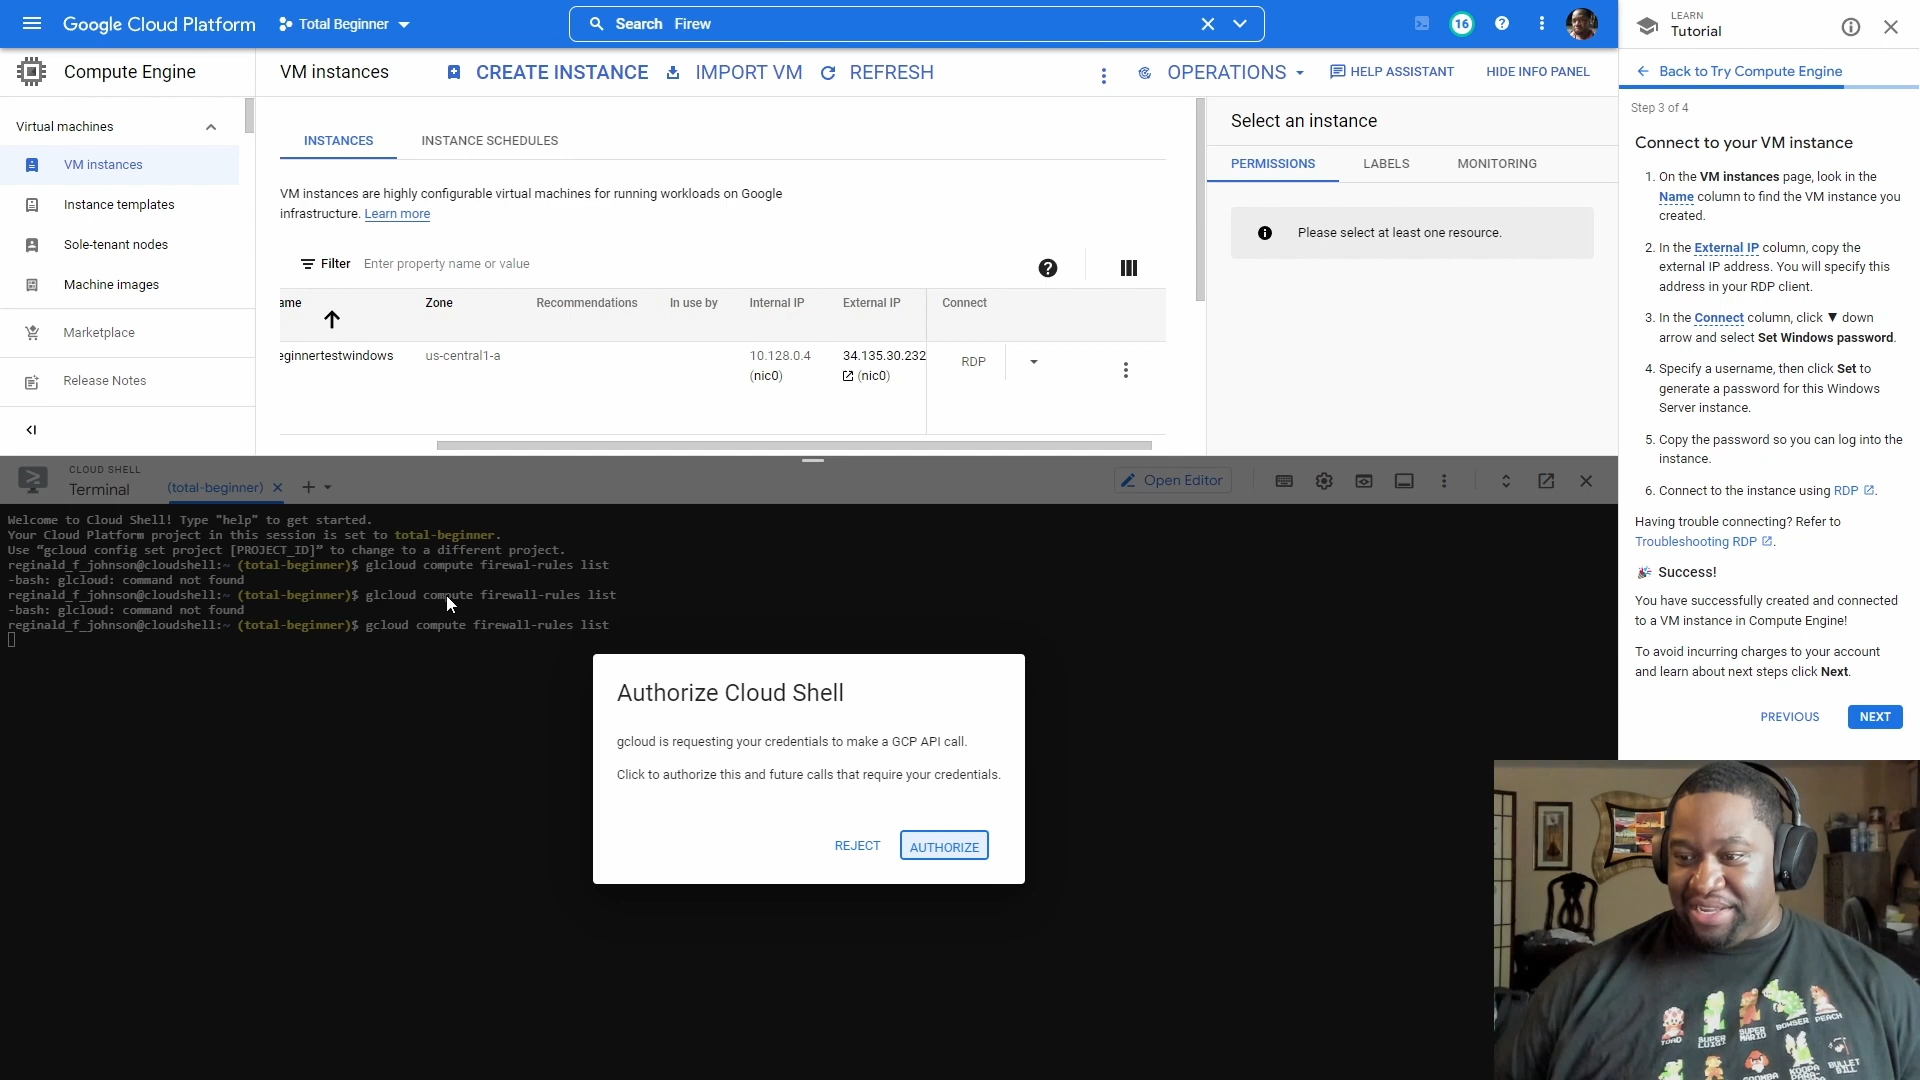 Google Cloud Platform
Total Beginner
Search Firew
16
LEARN
Tutorial
Compute Engine
VM instances
CREATE INSTANCE
IMPORT VM
REFRESH
OPERATIONS
HELP ASSISTANT
HIDE INFO PANEL
Back to Try Compute Engine
Virtual machines
VM instances
Instance templates
Sole-tenant nodes
Machine images
Marketplace
Release Notes
INSTANCES
INSTANCE SCHEDULES
VM instances are highly configurable virtual machines for running workloads on Google
infrastructure. Learn more
Filter Enter property name or value
ame Zone Recommendations In use by Internal IP External IP Connect
eginnertestwindows us-central1-a 10.128.0.4 34.135.30.232 RDP
(nic0) (nic0)
Select an instance
PERMISSIONS LABELS MONITORING
Please select at least one resource.
Step 3 of 4
Connect to your VM instance
1. On the VM instances page, look in the
Name column to find the VM instance you
created.
2. In the External IP column, copy the
external IP address. You will specify this
address in your RDP client.
3. In the Connect column, click ▼ down
arrow and select Set Windows password.
4. Specify a username, then click Set to
generate a password for this Windows
Server instance.
5. Copy the password so you can log into the
instance.
6. Connect to the instance using RDP .
Having trouble connecting? Refer to
Troubleshooting RDP .
Success!
You have successfully created and connected
to a VM instance in Compute Engine!
To avoid incurring charges to your account
and learn about next steps click Next.
PREVIOUS NEXT
CLOUD SHELL
Terminal
(total-beginner)
Open Editor
Welcome to Cloud Shell! Type "help" to get started.
Your Cloud Platform project in this session is set to total-beginner.
Use “gcloud config set project [PROJECT_ID]” to change to a different project.
reginald_f_johnson@cloudshell:~ (total-beginner)$ glcloud compute firewal-rules list
-bash: glcloud: command not found
reginald_f_johnson@cloudshell:~ (total-beginner)$ glcloud compute firewall-rules list
-bash: glcloud: command not found
reginald_f_johnson@cloudshell:~ (total-beginner)$ gcloud compute firewall-rules list
Authorize Cloud Shell
gcloud is requesting your credentials to make a GCP API call.
Click to authorize this and future calls that require your credentials.
REJECT AUTHORIZE
TOAD
SUPER
LUIGI
SUPER
MARIO
BOWSER
PEACH
GOOMBA
KOOPA
BULLET
BILL